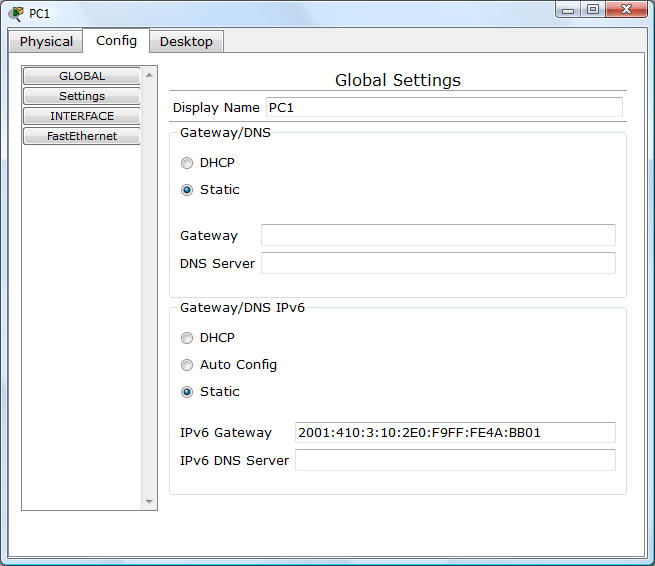 PC1
Physical Config Desktop
GLOBAL
Settings
INTERFACE
FastEthernet
Global Settings
Display Name PC1
Gateway/DNS
DHCP
Static
Gateway
DNS Server
Gateway/DNS IPv6
DHCP
Auto Config
Static
IPv6 Gateway 2001:410:3:10:2E0:F9FF:FE4A:BB01
IPv6 DNS Server